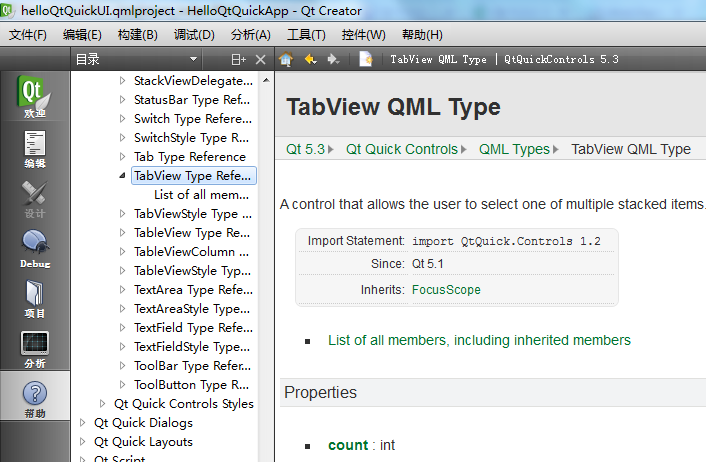 helloQtQuickUI.qmlproject - HelloQtQuickApp - Qt Creator
文件(F) 编辑(E) 构建(B) 调试(D) 分析(A) 工具(T) 控件(W) 帮助(H)
目录
TabView QML Type | QtQuickControls 5.3
Qt
欢迎
编辑
设计
Debug
项目
分析
帮助
StackViewDelegate...
StatusBar Type Ref...
Switch Type Refere...
SwitchStyle Type R...
Tab Type Reference
TabView Type Refe...
List of all mem...
TabViewStyle Type ...
TableView Type Re...
TableViewColumn ...
TableViewStyle Typ...
TextArea Type Refe...
TextAreaStyle Type...
TextField Type Refe...
TextFieldStyle Type...
ToolBar Type Refer...
ToolButton Type R...
Qt Quick Controls Styles
Qt Quick Dialogs
Qt Quick Layouts
Qt Script
TabView QML Type
Qt 5.3 Qt Quick Controls QML Types TabView QML Type
A control that allows the user to select one of multiple stacked items.
Import Statement: import QtQuick.Controls 1.2
Since: Qt 5.1
Inherits: FocusScope
List of all members, including inherited members
Properties
count : int